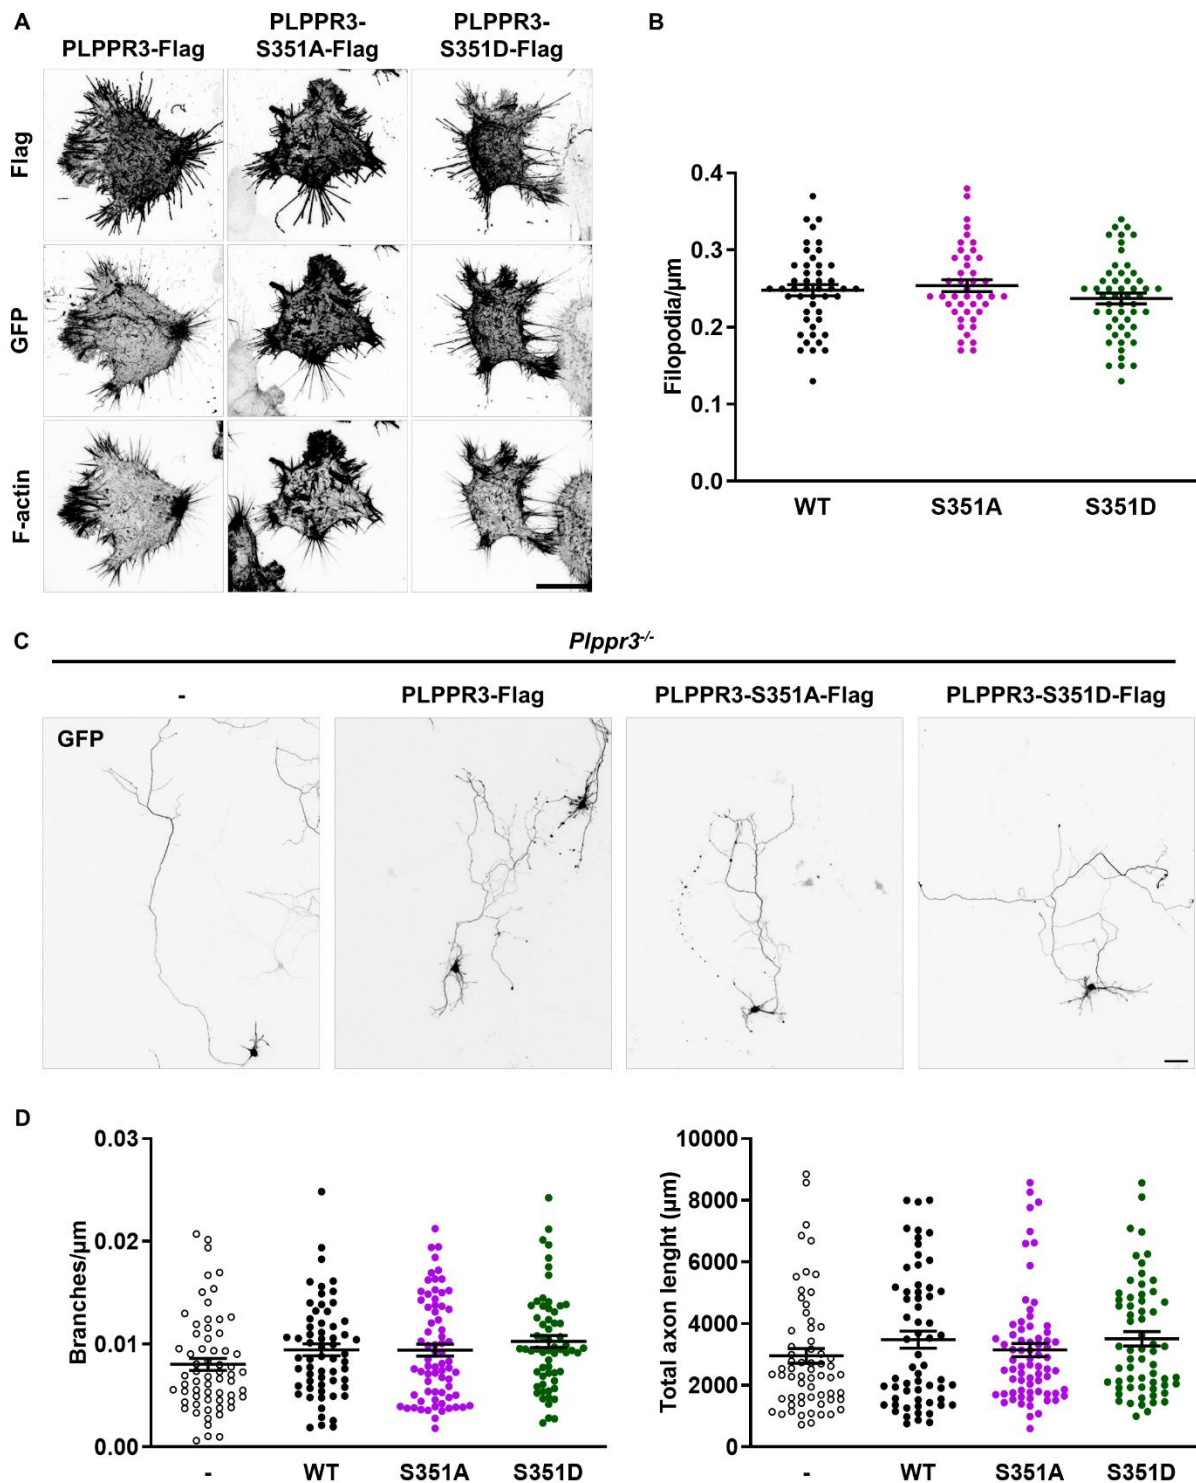 A
PLPPR3-Flag
PLPPR3-
S351A-Flag
PLPPR3-
S351D-Flag
Flag
GFP
F-actin
B
Filopodia/µm
0.4
0.3
0.2
0.1
0.0
WT
S351A
S351D
C
Plppr3-/-
-
PLPPR3-Flag
PLPPR3-S351A-Flag
PLPPR3-S351D-Flag
GFP
D
Branches/µm
0.03
0.02
0.01
0.00
-
WT
S351A
S351D
Total axon lenght (µm)
10000
8000
6000
4000
2000
0
-
WT
S351A
S351D